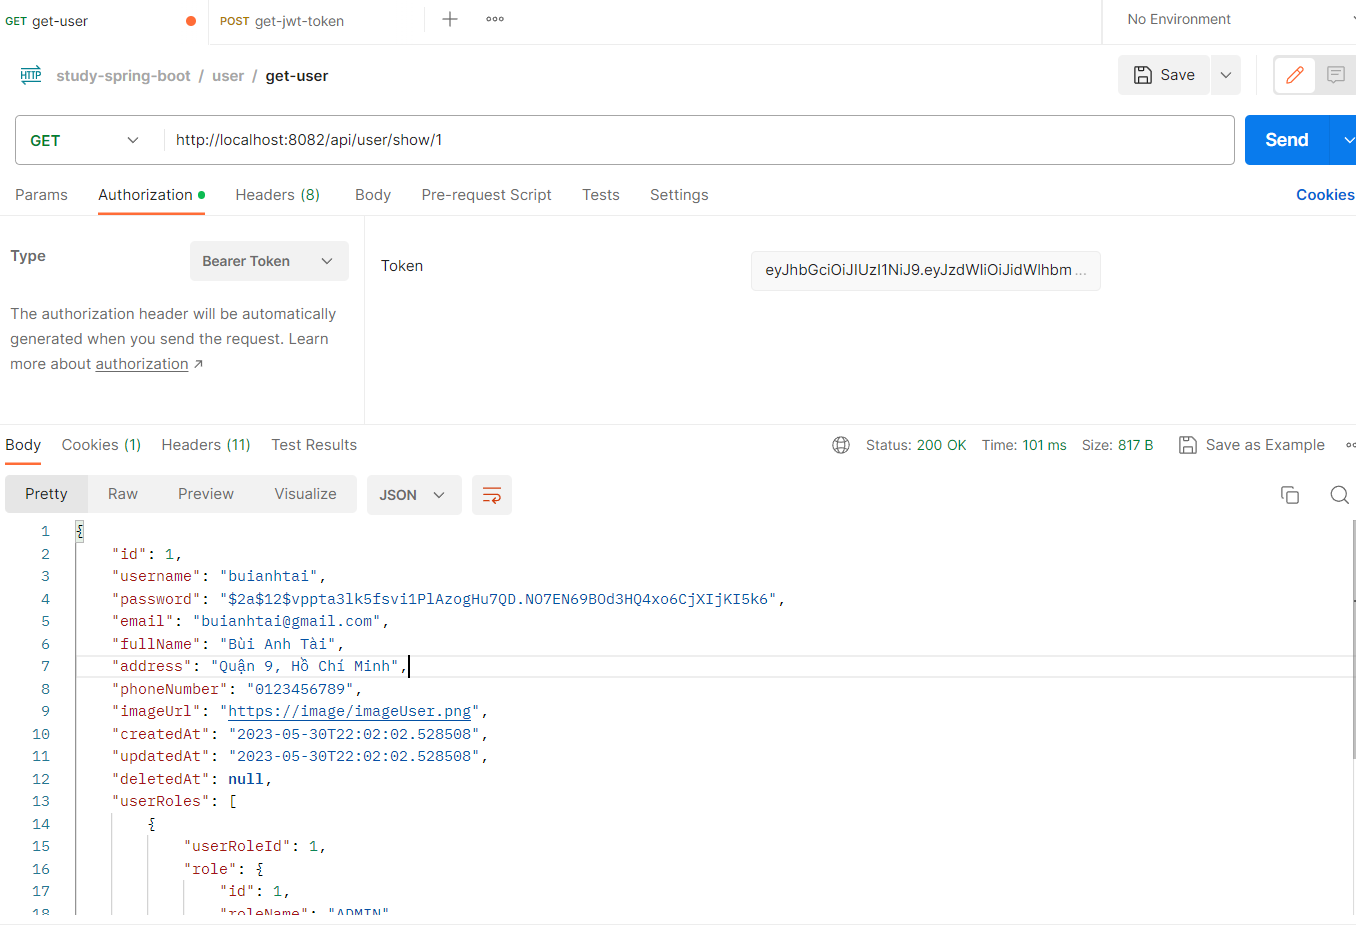 GET get-user
POST get-jwt-token
No Environment
HTTP study-spring-boot / user / get-user
Save
GET
http://localhost:8082/api/user/show/1
Send
Params Authorization Headers (8) Body Pre-request Script Tests Settings Cookies
Type
Bearer Token
The authorization header will be automatically
generated when you send the request. Learn
more about authorization ↗
Token
eyJhbGciOiJIUzI1NiJ9.eyJzdWIiOiJidWlhbm ...
Body Cookies (1) Headers (11) Test Results
Status: 200 OK Time: 101 ms Size: 817 B Save as Example
Pretty Raw Preview Visualize JSON
1 {
2 "id": 1,
3 "username": "buianhtai",
4 "password": "$2a$12$vppta3lk5fsvi1PlAzogHu7QD.NO7EN69BOd3HQ4xo6CjXIjKI5k6",
5 "email": "buianhtai@gmail.com",
6 "fullName": "Bùi Anh Tài",
7 "address": "Quận 9, Hồ Chí Minh",
8 "phoneNumber": "0123456789",
9 "imageUrl": "https://image/imageUser.png",
10 "createdAt": "2023-05-30T22:02:02.528508",
11 "updatedAt": "2023-05-30T22:02:02.528508",
12 "deletedAt": null,
13 "userRoles": [
14 {
15 "userRoleId": 1,
16 "role": {
17 "id": 1,
18 "roleName": "ADMIN"